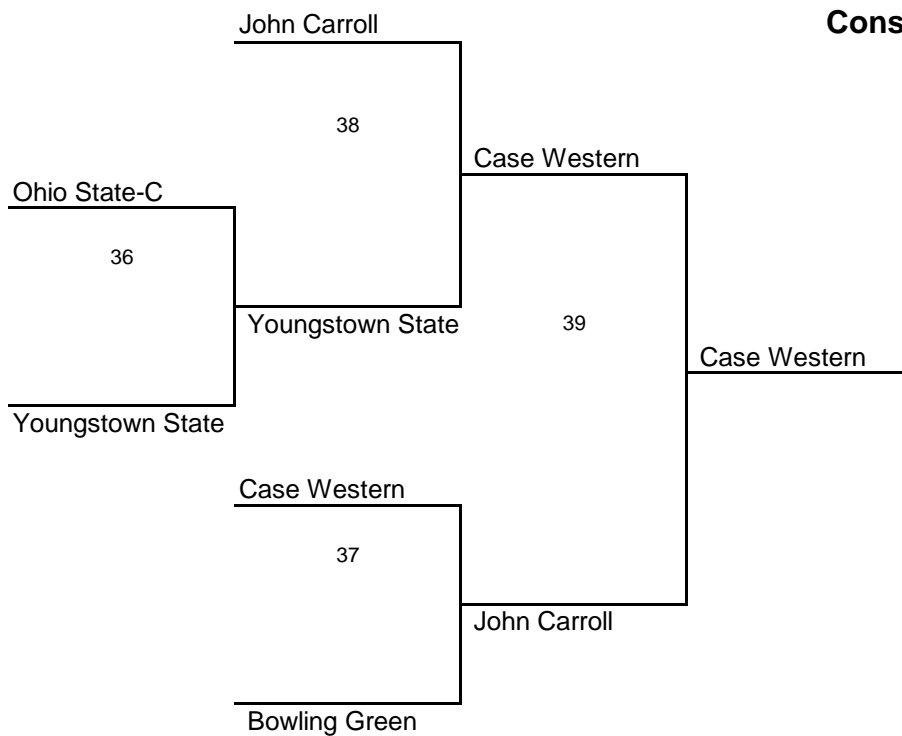 John Carroll
Cons
38
Case Western
Ohio State-C
36
Youngstown State
39
Case Western
Youngstown State
Case Western
37
John Carroll
Bowling Green